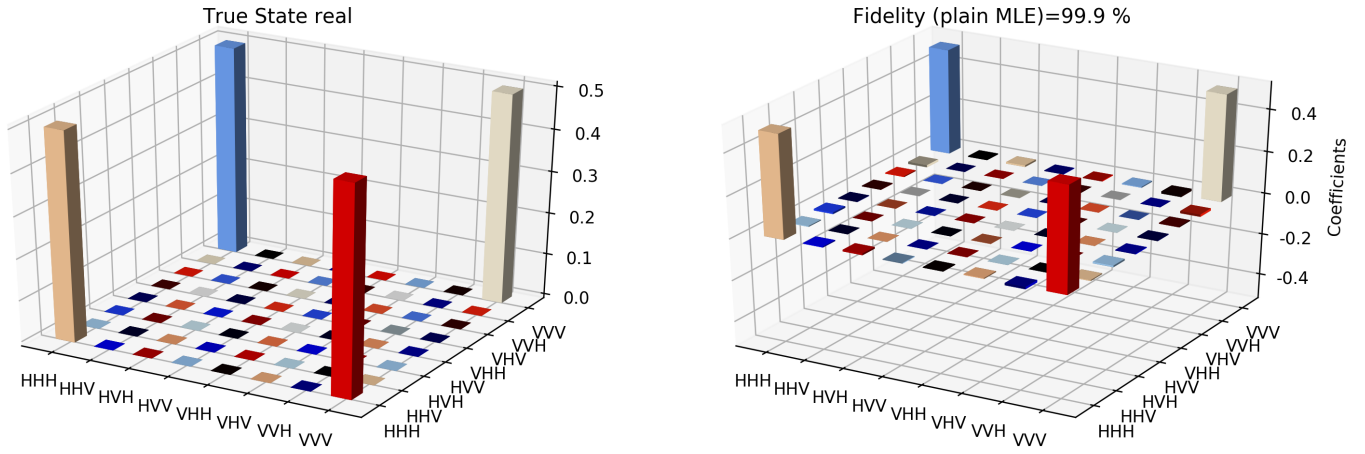 True State real
0.5
0.4
0.3
0.2
0.1
0.0
HHH
HHV
HVH
HVV
VHH
VHV
VVH
VVV
HHH
HHV
HVH
HVV
VHH
VHV
VVH
VVV
Fidelity (plain MLE)=99.9 %
0.4
0.2
0.0
-0.2
-0.4
Coefficients
HHH
HHV
HVH
HVV
VHH
VHV
VVH
VVV
HHH
HHV
HVH
HVV
VHH
VHV
VVH
VVV